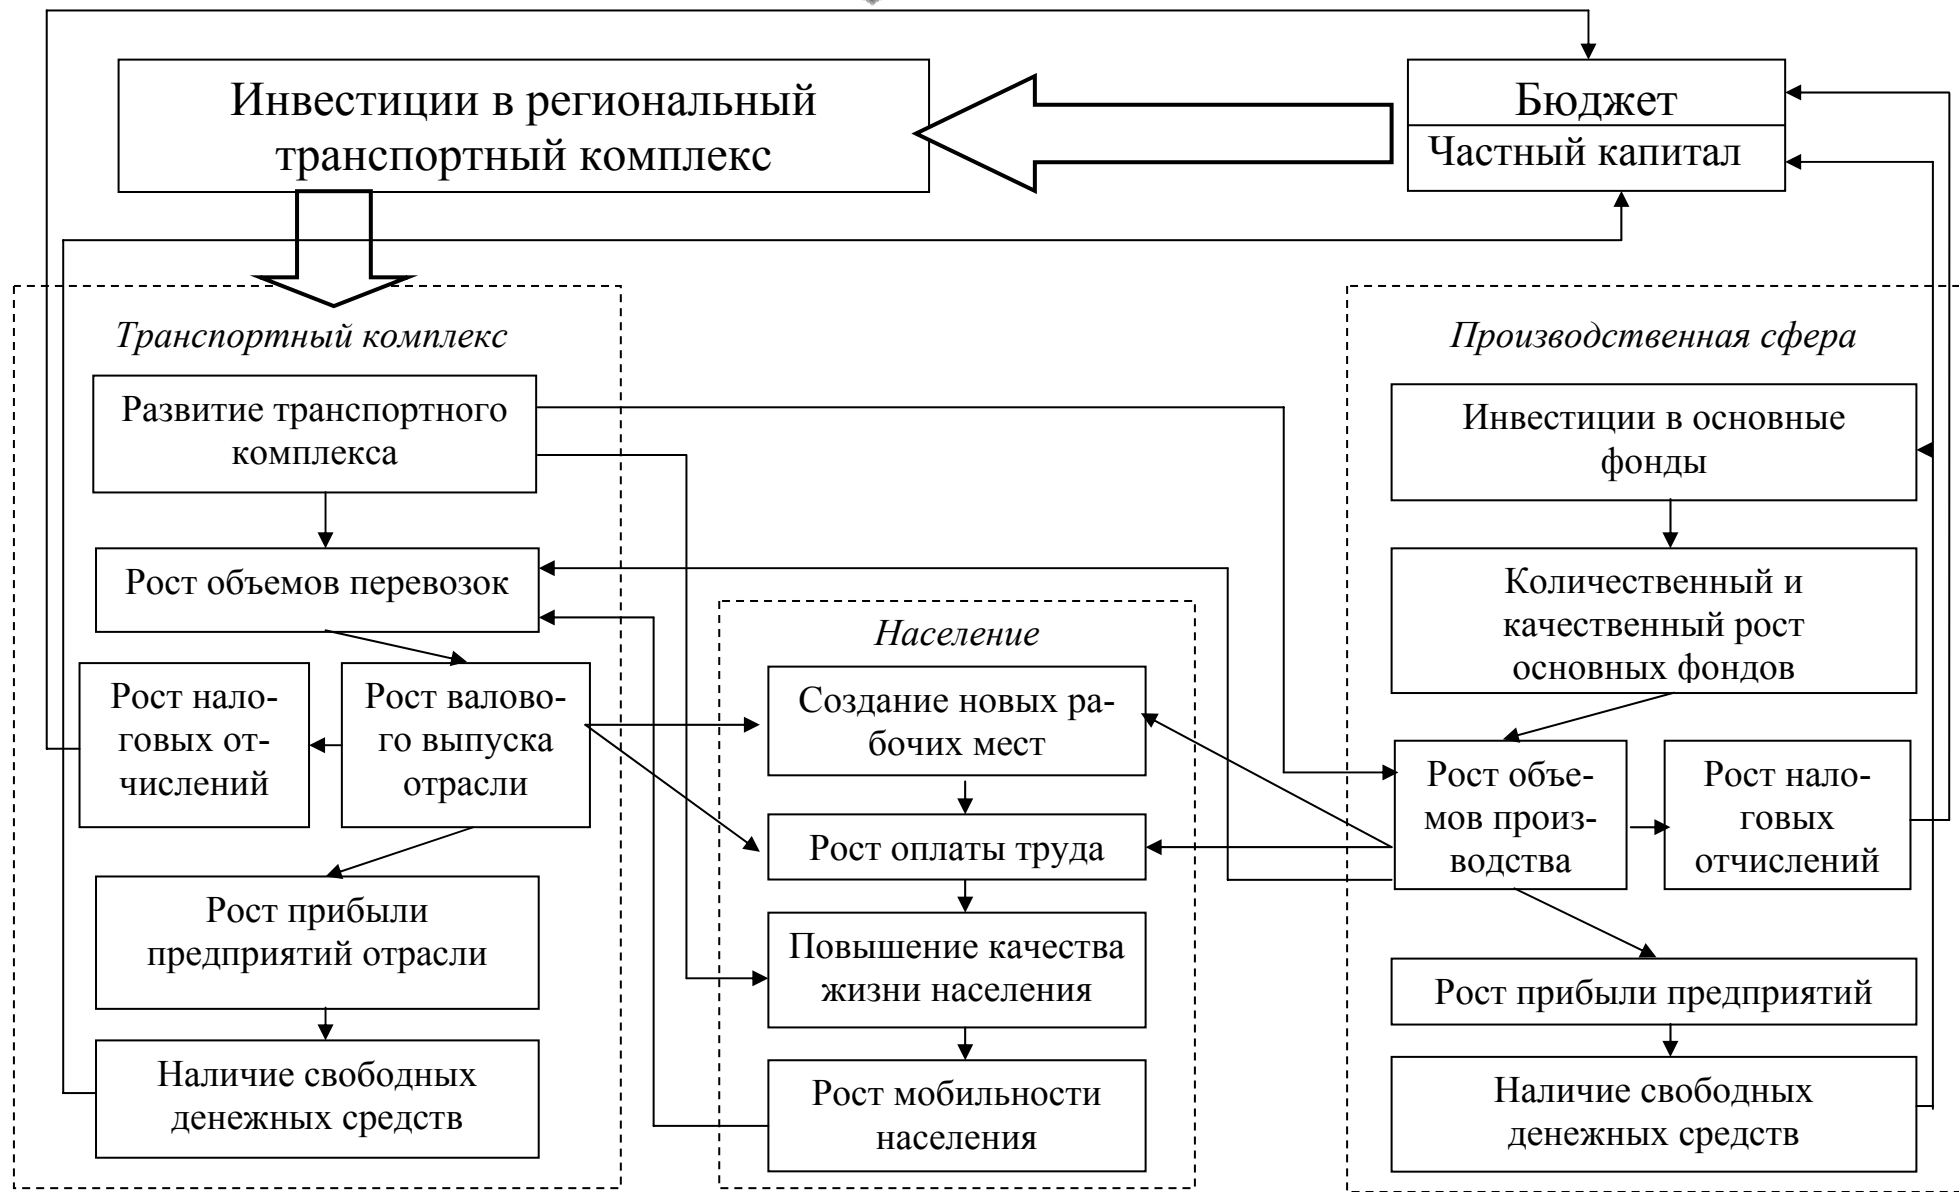 Инвестиции в региональный
транспортный комплекс
Бюджет
Частный капитал
Транспортный комплекс
Развитие транспортного
комплекса
Рост объемов перевозок
Рост нало-
говых от-
числений
Рост валово-
го выпуска
отрасли
Рост прибыли
предприятий отрасли
Наличие свободных
денежных средств
Население
Создание новых ра-
бочих мест
Рост оплаты труда
Повышение качества
жизни населения
Рост мобильности
населения
Производственная сфера
Инвестиции в основные
фонды
Количественный и
качественный рост
основных фондов
Рост объе-
мов произ-
водства
Рост нало-
говых
отчислений
Рост прибыли предприятий
Наличие свободных
денежных средств